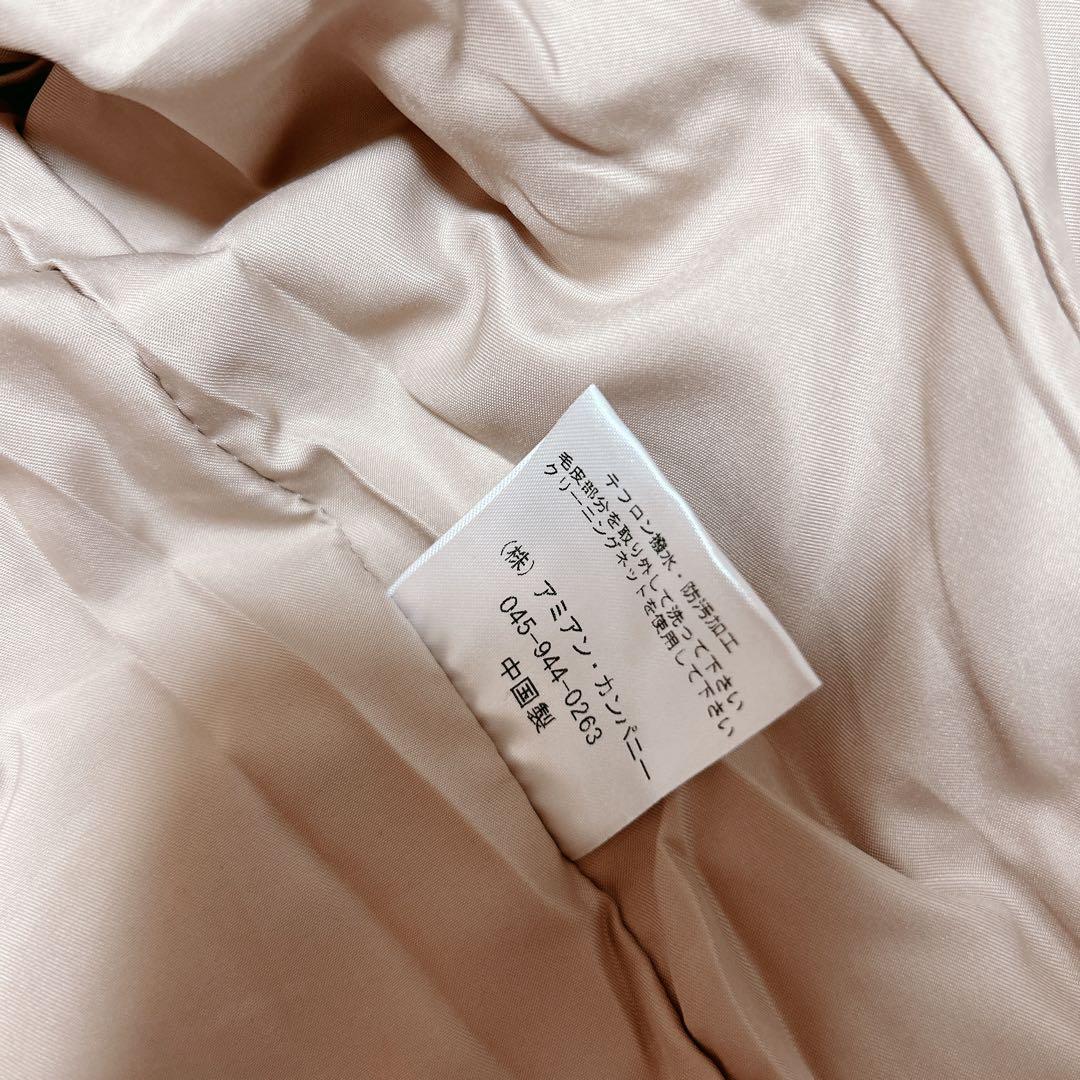 テフロン撥水・防汚加工
毛皮部分を取り外して洗って下さい
クリーニングネットを使用して下さい
(株)アミアン・カンパニー
045-944-0263
中国製